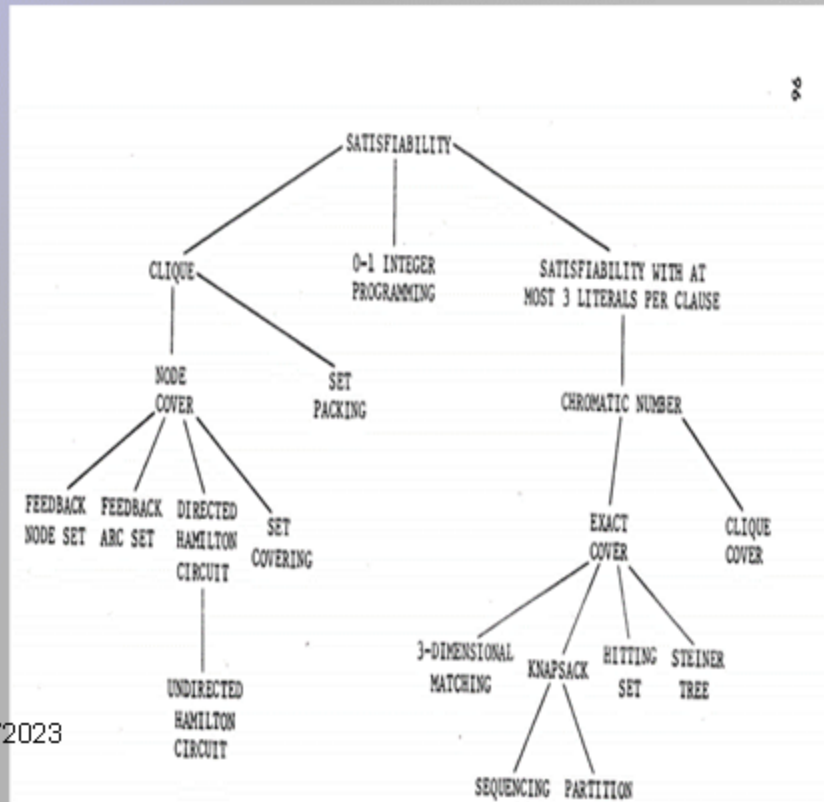 96
SATISFIABILITY
CLIQUE
0-1 INTEGER
PROGRAMMING
SATISFIABILITY WITH AT
MOST 3 LITERALS PER CLAUSE
NODE
COVER
SET
PACKING
CHROMATIC NUMBER
FEEDBACK
NODE SET
FEEDBACK
ARC SET
DIRECTED
HAMILTON
CIRCUIT
SET
COVERING
EXACT
COVER
CLIQUE
COVER
3-DIMENSIONAL
MATCHING
KNAPSACK
HITTING
SET
STEINER
TREE
UNDIRECTED
HAMILTON
CIRCUIT
/2023
SEQUENCING
PARTITION